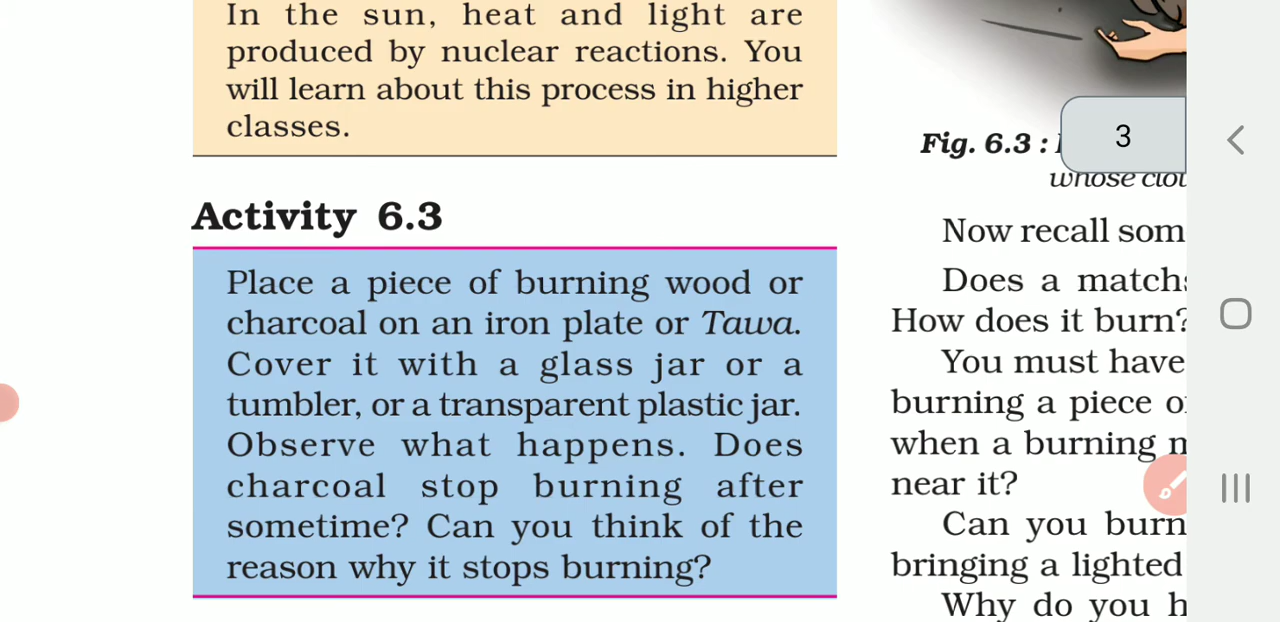 In the sun, heat and light are
produced by nuclear reactions. You
will learn about this process in higher
classes.
Activity 6.3
Place a piece of burning wood or
charcoal on an iron plate or Tawa.
Cover it with a glass jar or a
tumbler, or a transparent plastic jar.
Observe what happens. Does
charcoal stop burning after
sometime? Can you think of the
reason why it stops burning?
Fig. 6.3 :
3
whose
Now recall
Does a
How does it burn?
You must have
burning a piece
when a burning
near it?
Can you burn
bringing a lighted
Why do you